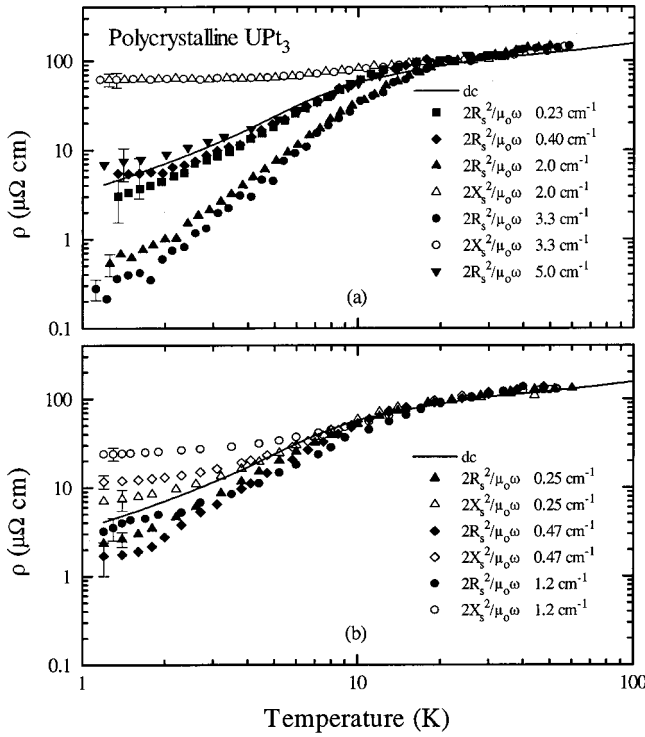 Polycrystalline UPt3
100
10
1
0.1
ρ (μΩ cm)
dc
2Rs²/μoω 0.23 cm⁻¹
2Rs²/μoω 0.40 cm⁻¹
2Rs²/μoω 2.0 cm⁻¹
2Xs²/μoω 2.0 cm⁻¹
2Rs²/μoω 3.3 cm⁻¹
2Xs²/μoω 3.3 cm⁻¹
2Rs²/μoω 5.0 cm⁻¹
(a)
100
10
1
0.1
ρ (μΩ cm)
dc
2Rs²/μoω 0.25 cm⁻¹
2Xs²/μoω 0.25 cm⁻¹
2Rs²/μoω 0.47 cm⁻¹
2Xs²/μoω 0.47 cm⁻¹
2Rs²/μoω 1.2 cm⁻¹
2Xs²/μoω 1.2 cm⁻¹
(b)
1 10 100
Temperature (K)